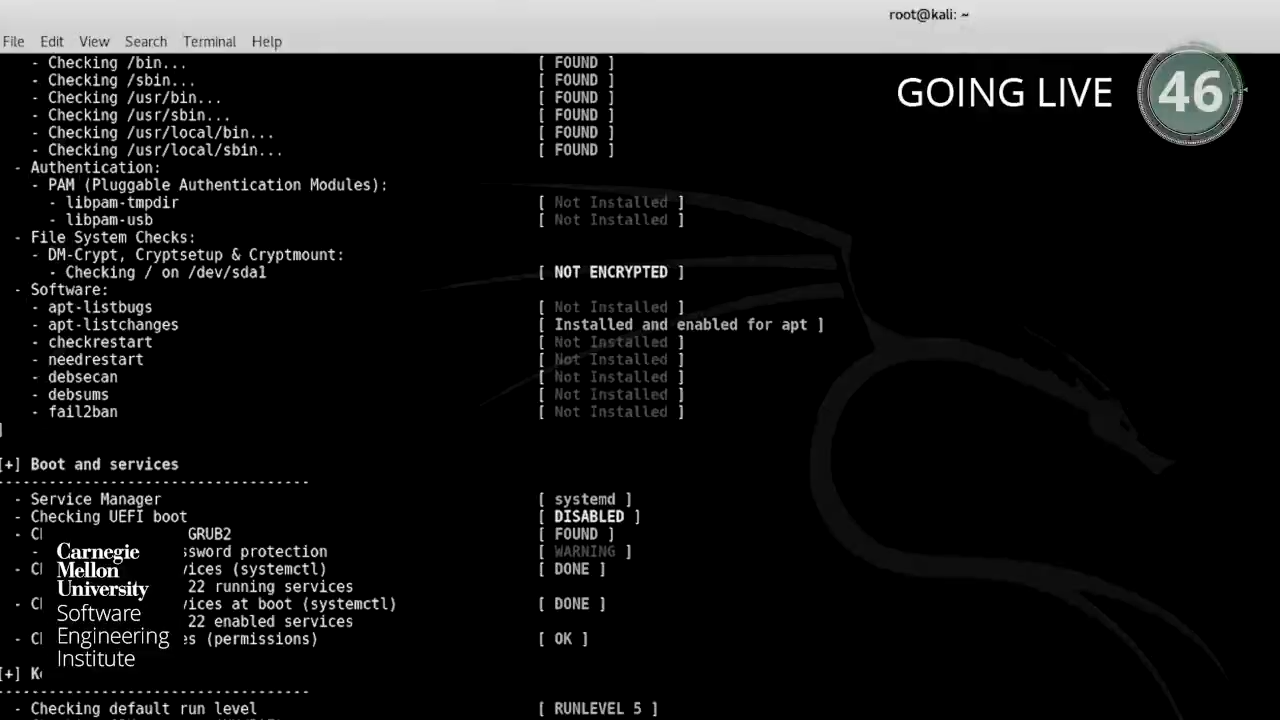 root@kali: ~
File Edit View Search Terminal Help
GOING LIVE 46
- Checking /bin... [ FOUND ]
- Checking /sbin... [ FOUND ]
- Checking /usr/bin... [ FOUND ]
- Checking /usr/sbin... [ FOUND ]
- Checking /usr/local/bin... [ FOUND ]
- Checking /usr/local/sbin... [ FOUND ]
- Authentication:
- PAM (Pluggable Authentication Modules):
- libpam-tmpdir [ Not Installed ]
- libpam-usb [ Not Installed ]
- File System Checks:
- DM-Crypt, Cryptsetup & Cryptmount:
- Checking / on /dev/sda1 [ NOT ENCRYPTED ]
- Software:
- apt-listbugs [ Not Installed ]
- apt-listchanges [ Installed and enabled for apt ]
- checkrestart [ Not Installed ]
- needrestart [ Not Installed ]
- debsecan [ Not Installed ]
- debsums [ Not Installed ]
- fail2ban [ Not Installed ]
]
[+] Boot and services
-----------------------------------
- Service Manager [ systemd ]
- Checking UEFI boot [ DISABLED ]
- GRUB2 [ FOUND ]
- protection [ WARNING ]
- (systemctl) [ DONE ]
22 running services
- at boot (systemctl) [ DONE ]
22 enabled services
- (permissions) [ OK ]
Carnegie
Mellon
University
Software
Engineering
Institute
[+]
-----------------------------------
- Checking default run level [ RUNLEVEL 5 ]